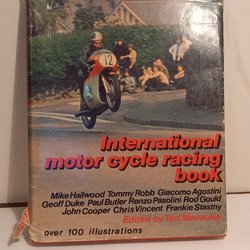 12
International
motor cycle racing
book
Mike Hailwood Tommy Robb Giacomo Agostini
Geoff Duke Paul Butler Renzo Pasolini Rod Gould
John Cooper Chris Vincent Frankie Stastny
Edited by Ted Macauley
over 100 illustrations